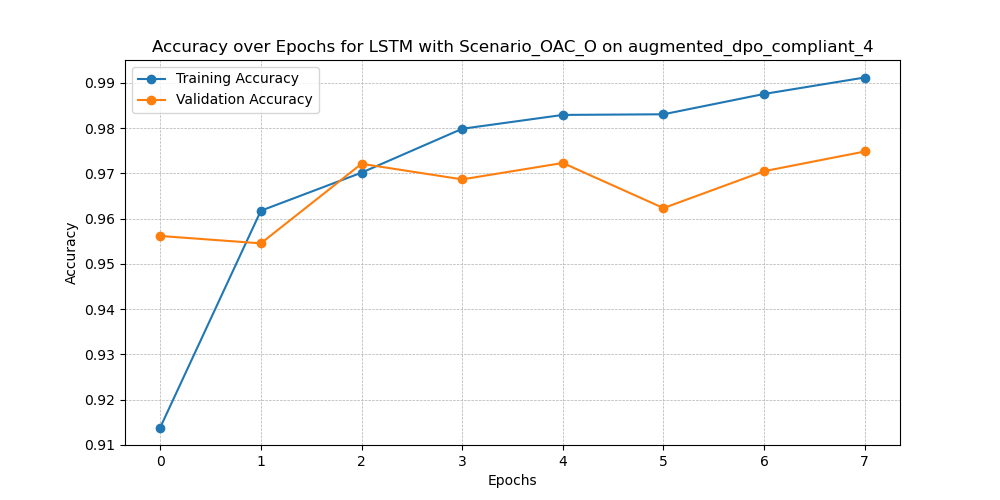 Accuracy over Epochs for LSTM with Scenario_OAC_O on augmented_dpo_compliant_4
Training Accuracy
Validation Accuracy
0.99
0.98
0.97
0.96
0.95
0.94
0.93
0.92
0.91
Accuracy
0 1 2 3 4 5 6 7
Epochs